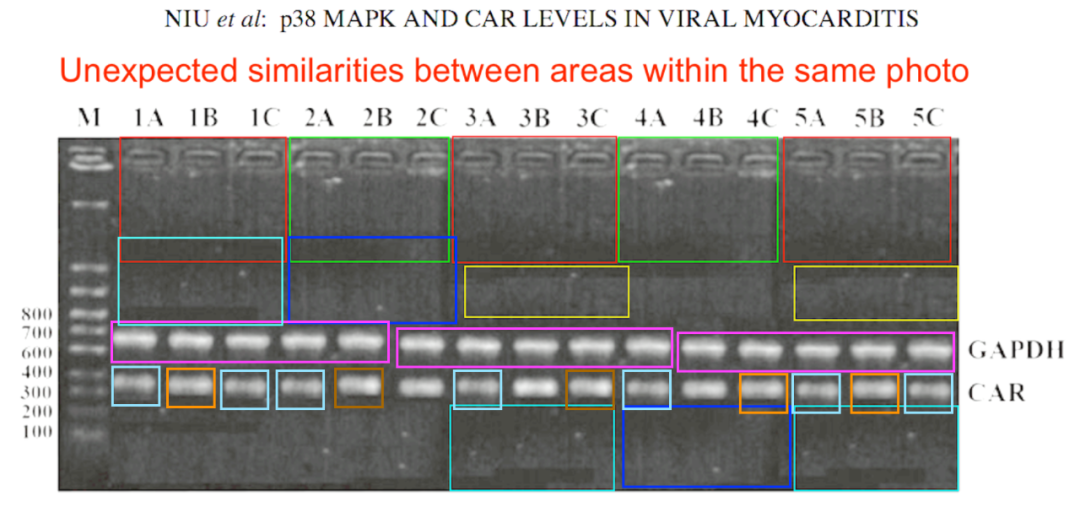 NIU et al: p38 MAPK AND CAR LEVELS IN VIRAL MYOCARDITIS
Unexpected similarities between areas within the same photo
M 1A 1B 1C 2A 2B 2C 3A 3B 3C 4A 4B 4C 5A 5B 5C
800
700
600
GAPDH
400
300
CAR
200
100